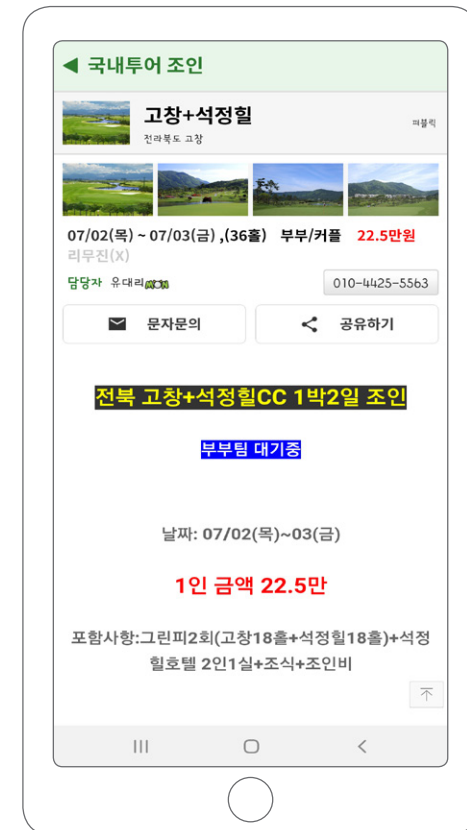 ◀ 국내투어 조인
고창+석정힐
전라북도 고창
퍼블릭
07/02(목) ~ 07/03(금) ,(36홀) 부부/커플 22.5만원
리무진(X)
담당자 유대리MON
010-4425-5563
문자문의
공유하기
전북 고창+석정힐CC 1박2일 조인
부부팀 대기중
날짜: 07/02(목)~03(금)
1인 금액 22.5만
포함사항:그린피2회(고창18홀+석정힐18홀)+석정
힐호텔 2인1실+조식+조인비